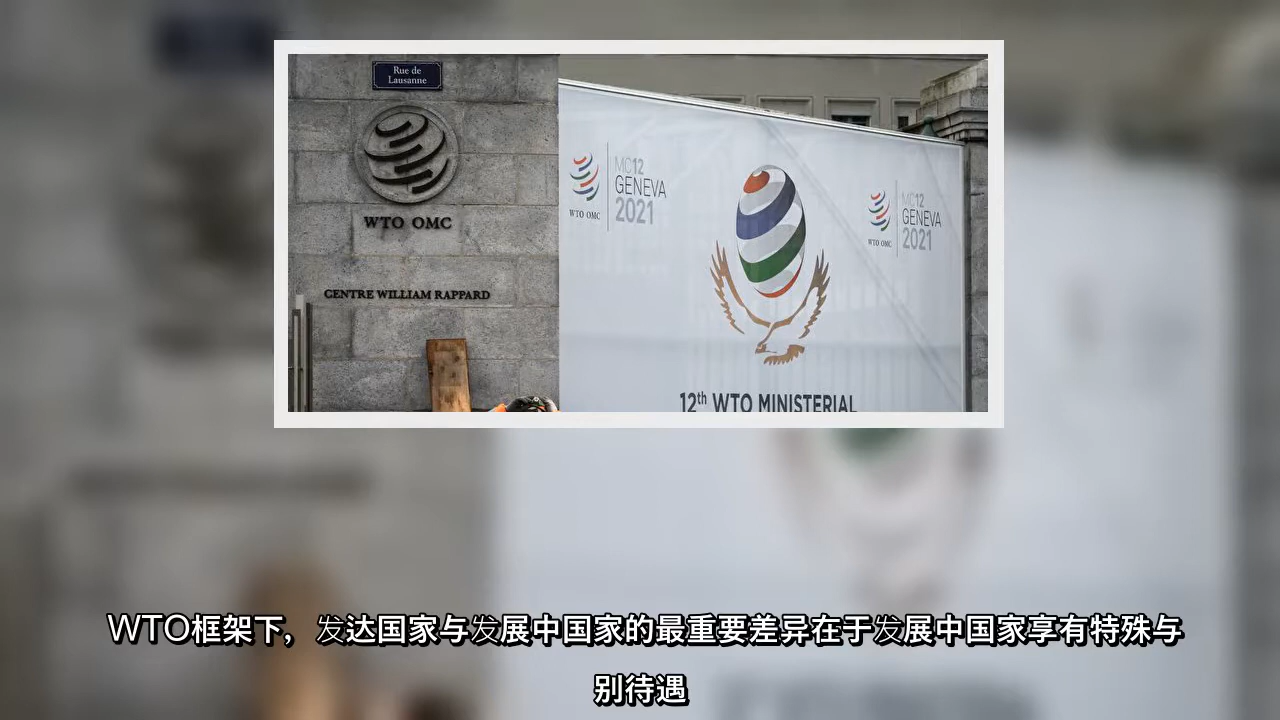 Rue de
Lausanne
WTO OMC
CENTRE WILLIAM RAPPARD
WTO OMC
MC12
GENEVA
2021
WTO OMC
MC12
GENEVA
2021
12th WTO MINISTERIAL
WTO框架下，发达国家与发展中国家的最重要差异在于发展中国家享有特殊与
别待遇